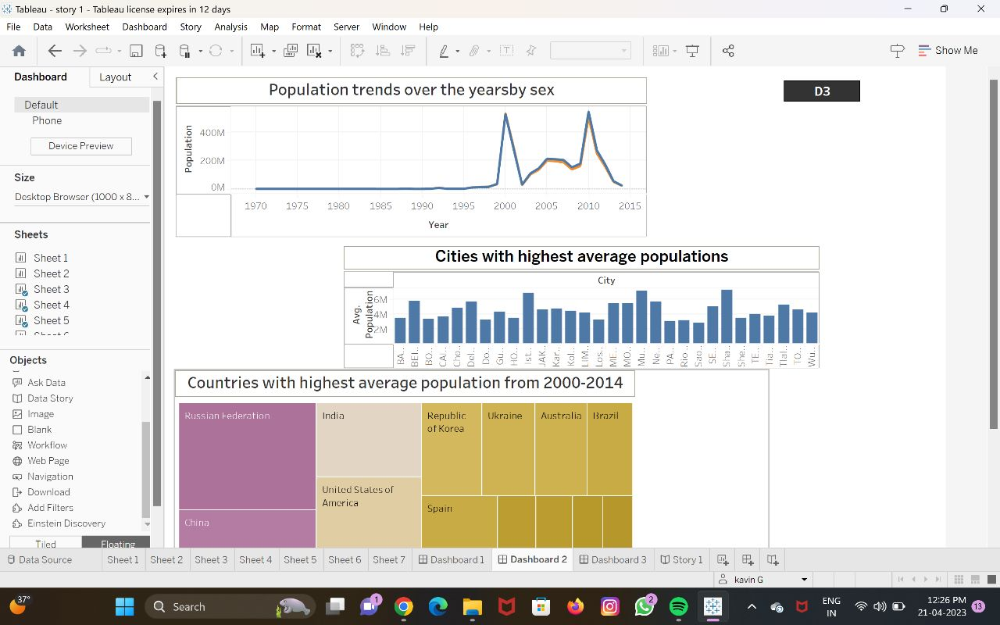 Tableau - story 1 - Tableau license expires in 12 days
File Data Worksheet Dashboard Story Analysis Map Format Server Window Help
Show Me
Dashboard Layout
Default
Phone
Device Preview
Size
Desktop Browser (1000 x 8...
Sheets
Sheet 1
Sheet 2
Sheet 3
Sheet 4
Sheet 5
Objects
Ask Data
Data Story
Image
Blank
Workflow
Web Page
Navigation
Download
Add Filters
Einstein Discovery
Tiled Floating
Population trends over the yearsby sex
D3
Population
400M
200M
0M
1970 1975 1980 1985 1990 1995 2000 2005 2010 2015
Year
Cities with highest average populations
City
Avg.
Population
6M
4M
2M
BA.. BEI.. BO.. CAI.. Cho.. Del.. Do.. Gu.. HO.. Ist.. JAK.. Kar.. Kol.. LIM.. Los.. ME.. MO.. Mu.. Ne.. PA.. Rio.. Sao.. SE.. Sha.. She.. TE.. Tia.. Tlal.. TO.. Wu..
Countries with highest average population from 2000-2014
Russian Federation
China
India
United States of
America
Republic
of Korea
Ukraine
Australia
Brazil
Spain
Data Source Sheet 1 Sheet 2 Sheet 3 Sheet 4 Sheet 5 Sheet 6 Sheet 7 Dashboard 1 Dashboard 2 Dashboard 3 Story 1
kavin G
37°
Search
1
2
ENG
IN
12:26 PM
21-04-2023
13